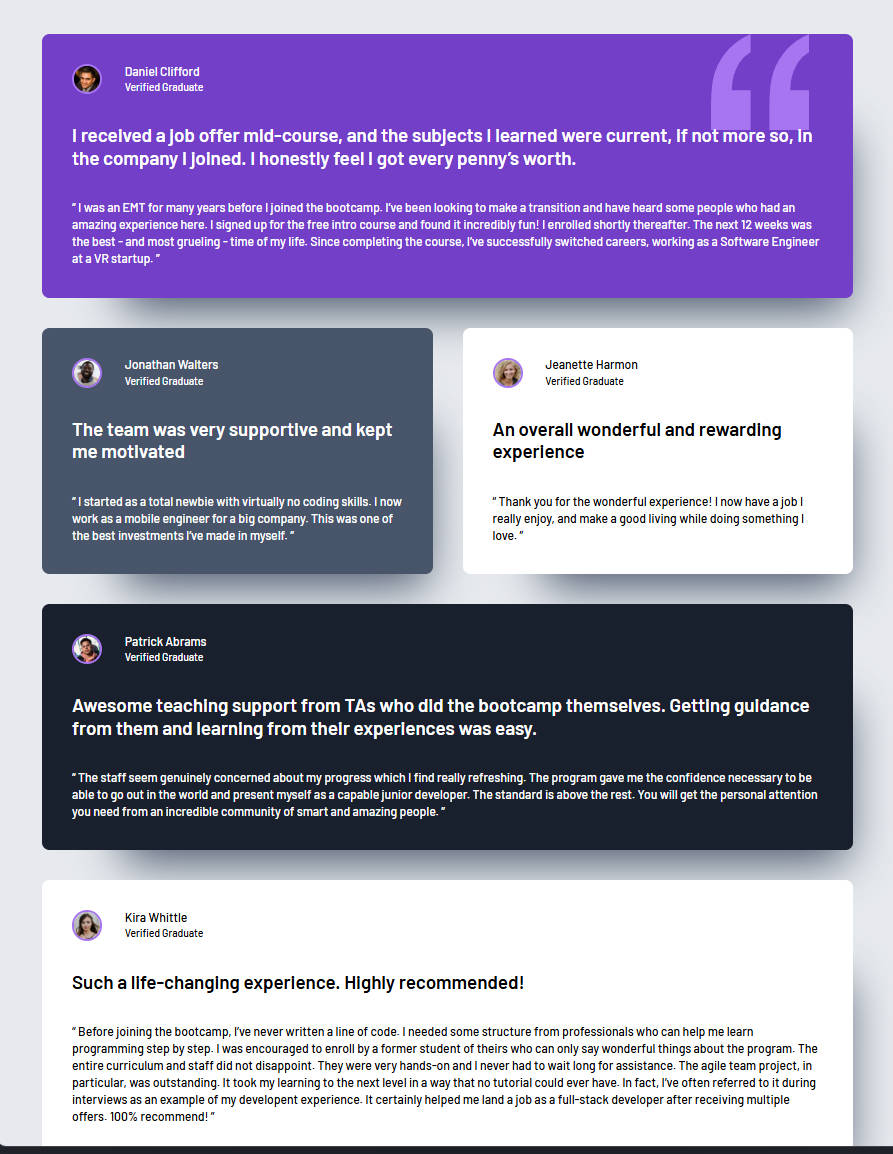 Daniel Clifford
Verified Graduate
I received a job offer mid-course, and the subjects I learned were current, if not more so, in
the company I joined. I honestly feel I got every penny’s worth.
“ I was an EMT for many years before I joined the bootcamp. I’ve been looking to make a transition and have heard some people who had an
amazing experience here. I signed up for the free intro course and found it incredibly fun! I enrolled shortly thereafter. The next 12 weeks was
the best - and most grueling - time of my life. Since completing the course, I’ve successfully switched careers, working as a Software Engineer
at a VR startup. ”
Jonathan Walters
Verified Graduate
The team was very supportive and kept
me motivated
“ I started as a total newbie with virtually no coding skills. I now
work as a mobile engineer for a big company. This was one of
the best investments I’ve made in myself. ”
Jeanette Harmon
Verified Graduate
An overall wonderful and rewarding
experience
“ Thank you for the wonderful experience! I now have a job I
really enjoy, and make a good living while doing something I
love. ”
Patrick Abrams
Verified Graduate
Awesome teaching support from TAs who did the bootcamp themselves. Getting guidance
from them and learning from their experiences was easy.
“ The staff seem genuinely concerned about my progress which I find really refreshing. The program gave me the confidence necessary to be
able to go out in the world and present myself as a capable junior developer. The standard is above the rest. You will get the personal attention
you need from an incredible community of smart and amazing people. ”
Kira Whittle
Verified Graduate
Such a life-changing experience. Highly recommended!
“ Before joining the bootcamp, I’ve never written a line of code. I needed some structure from professionals who can help me learn
programming step by step. I was encouraged to enroll by a former student of theirs who can only say wonderful things about the program. The
entire curriculum and staff did not disappoint. They were very hands-on and I never had to wait long for assistance. The agile team project, in
particular, was outstanding. It took my learning to the next level in a way that no tutorial could ever have. In fact, I’ve often referred to it during
interviews as an example of my developent experience. It certainly helped me land a job as a full-stack developer after receiving multiple
offers. 100% recommend! ”